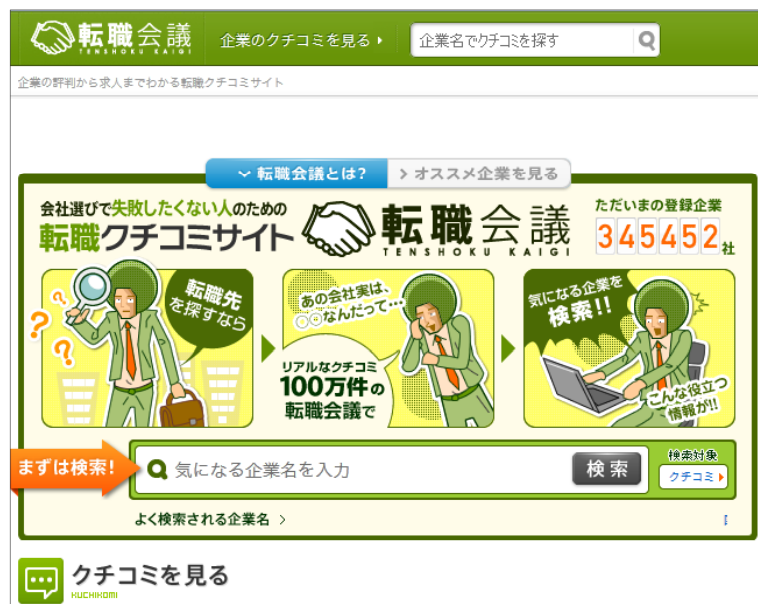 転職会議
TENSHOKU KAIGI
企業のクチコミを見る
企業名でクチコミを探す
企業の評判から求人までわかる転職クチコミサイト
転職会議とは?
オススメ企業を見る
会社選びで失敗したくない人のための
転職クチコミサイト
転職会議
TENSHOKU KAIGI
ただいまの登録企業
345452社
? ? ? ?
転職先
を探すなら
あの会社実は、
○○なんだって…
リアルなクチコミ
100万件の
転職会議で
気になる企業を
検索!!
こんな役立つ
情報が!!
まずは検索!
気になる企業名を入力
検索
検索対象
クチコミ
よく検索される企業名
クチコミを見る
KUCHIKOMI